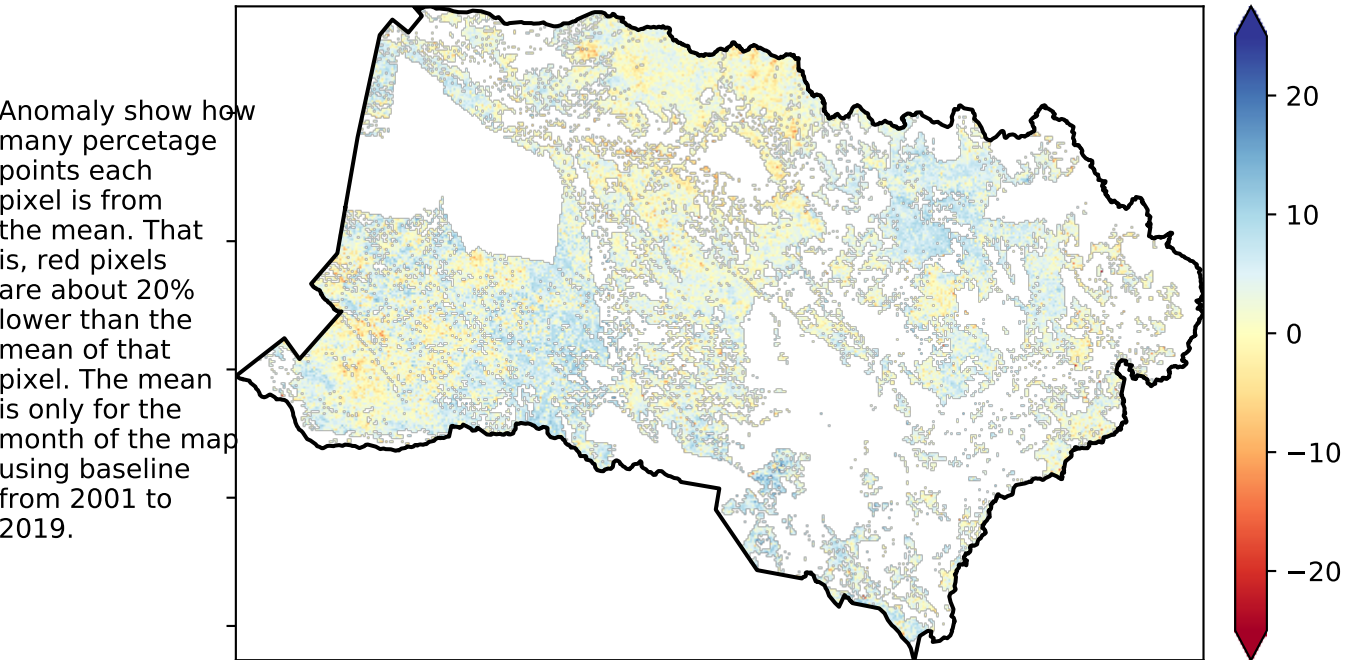 Anomaly show how
many percetage
points each
pixel is from
the mean. That
is, red pixels
are about 20%
lower than the
mean of that
pixel. The mean
is only for the
month of the map
using baseline
from 2001 to
2019.
20
10
0
−10
−20